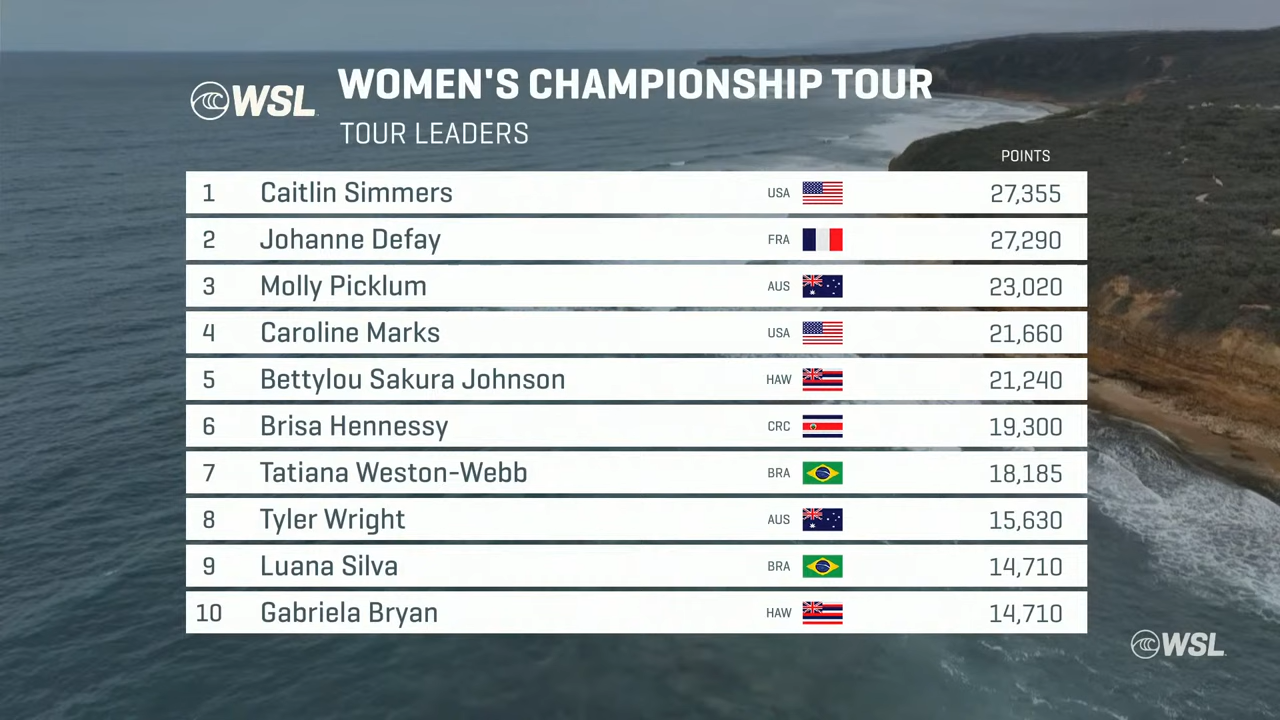 WSL
WOMEN'S CHAMPIONSHIP TOUR
TOUR LEADERS
POINTS
1 Caitlin Simmers USA 27,355
2 Johanne Defay FRA 27,290
3 Molly Picklum AUS 23,020
4 Caroline Marks USA 21,660
5 Bettylou Sakura Johnson HAW 21,240
6 Brisa Hennessy CRC 19,300
7 Tatiana Weston-Webb BRA 18,185
8 Tyler Wright AUS 15,630
9 Luana Silva BRA 14,710
10 Gabriela Bryan HAW 14,710
WSL